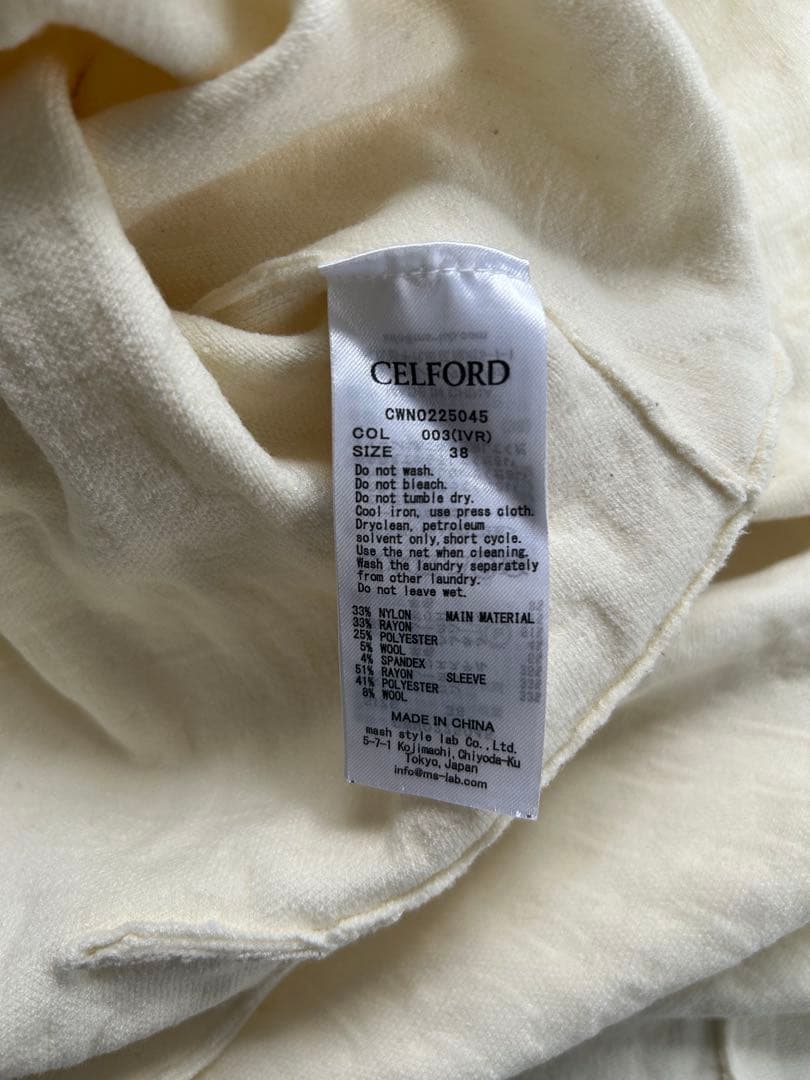 CELFORD
CWNO225045
COL 003(IVR)
SIZE 38
Do not wash.
Do not bleach.
Do not tumble dry.
Cool iron, use press cloth.
Dryclean, petroleum
solvent only, short cycle.
Use the net when cleaning.
Wash the laundry separately
from other laundry.
Do not leave wet.
33% NYLON MAIN MATERIAL
33% RAYON
25% POLYESTER
5% WOOL
4% SPANDEX
51% RAYON SLEEVE
41% POLYESTER
8% WOOL
MADE IN CHINA
mash style lab Co.,Ltd.
5-7-1 Kojimachi,Chiyoda-Ku
Tokyo,Japan
info@ms-lab.com